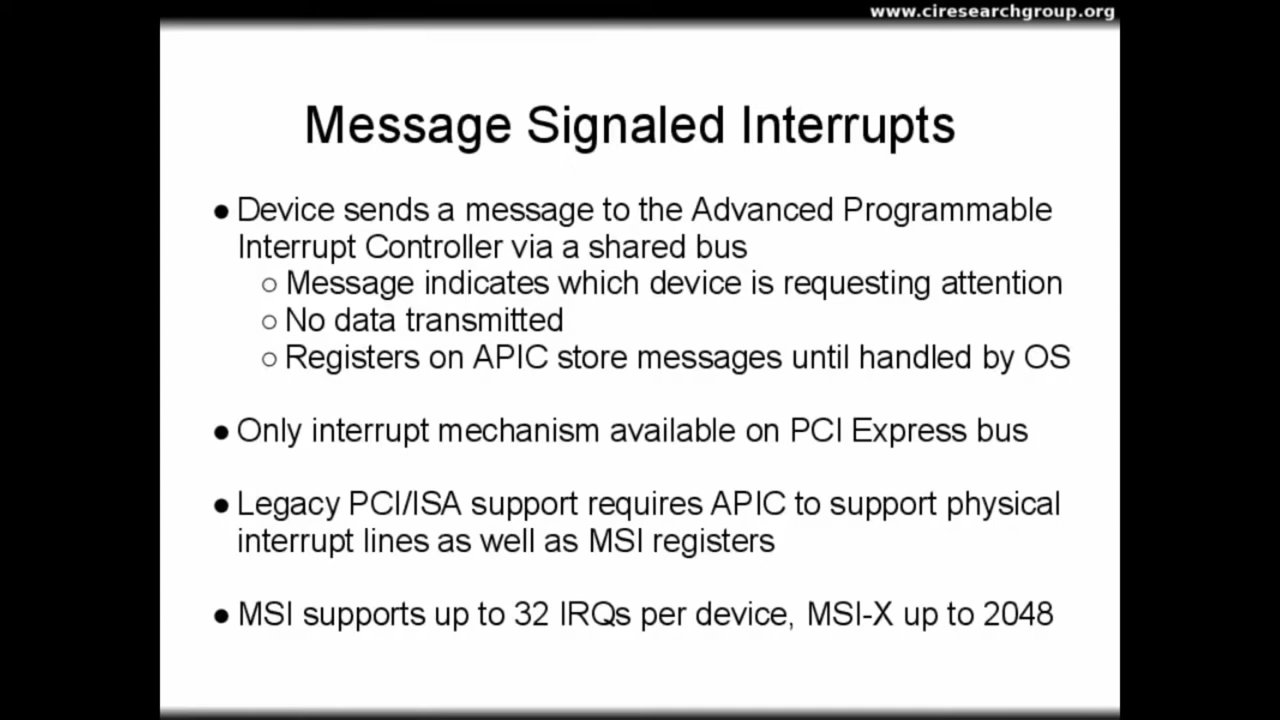 www.ciresearchgroup.org
Message Signaled Interrupts
● Device sends a message to the Advanced Programmable
Interrupt Controller via a shared bus
○ Message indicates which device is requesting attention
○ No data transmitted
○ Registers on APIC store messages until handled by OS
● Only interrupt mechanism available on PCI Express bus
● Legacy PCI/ISA support requires APIC to support physical
interrupt lines as well as MSI registers
● MSI supports up to 32 IRQs per device, MSI-X up to 2048